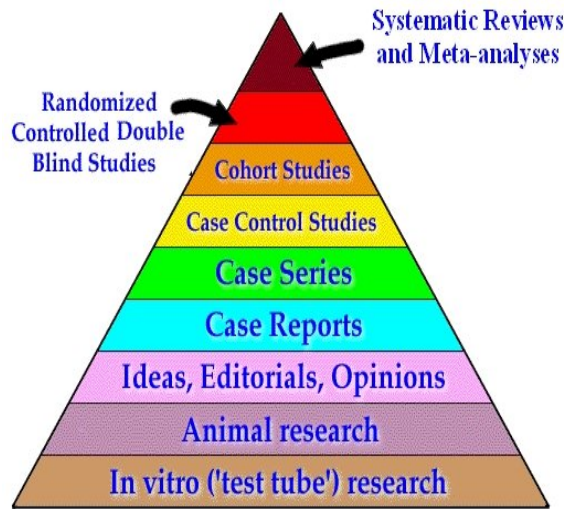 Systematic Reviews
and Meta-analyses
Randomized
Controlled Double
Blind Studies
Cohort Studies
Case Control Studies
Case Series
Case Reports
Ideas, Editorials, Opinions
Animal research
In vitro ('test tube') research